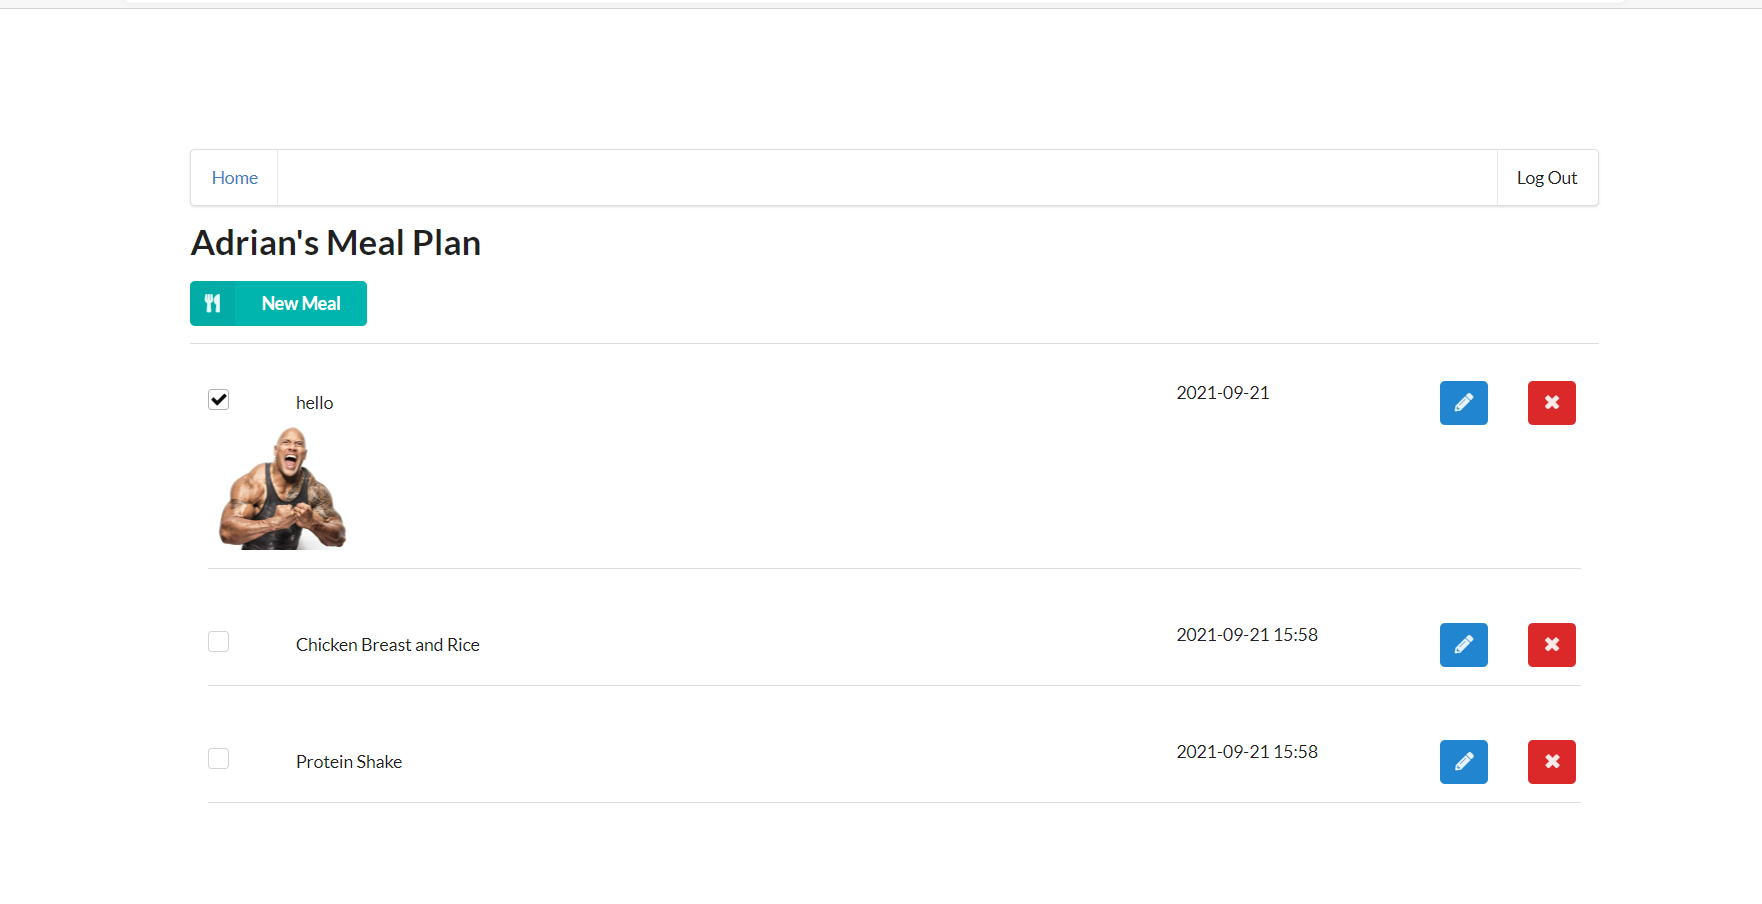 Home
Log Out
Adrian's Meal Plan
New Meal
hello
2021-09-21
Chicken Breast and Rice
2021-09-21 15:58
Protein Shake
2021-09-21 15:58